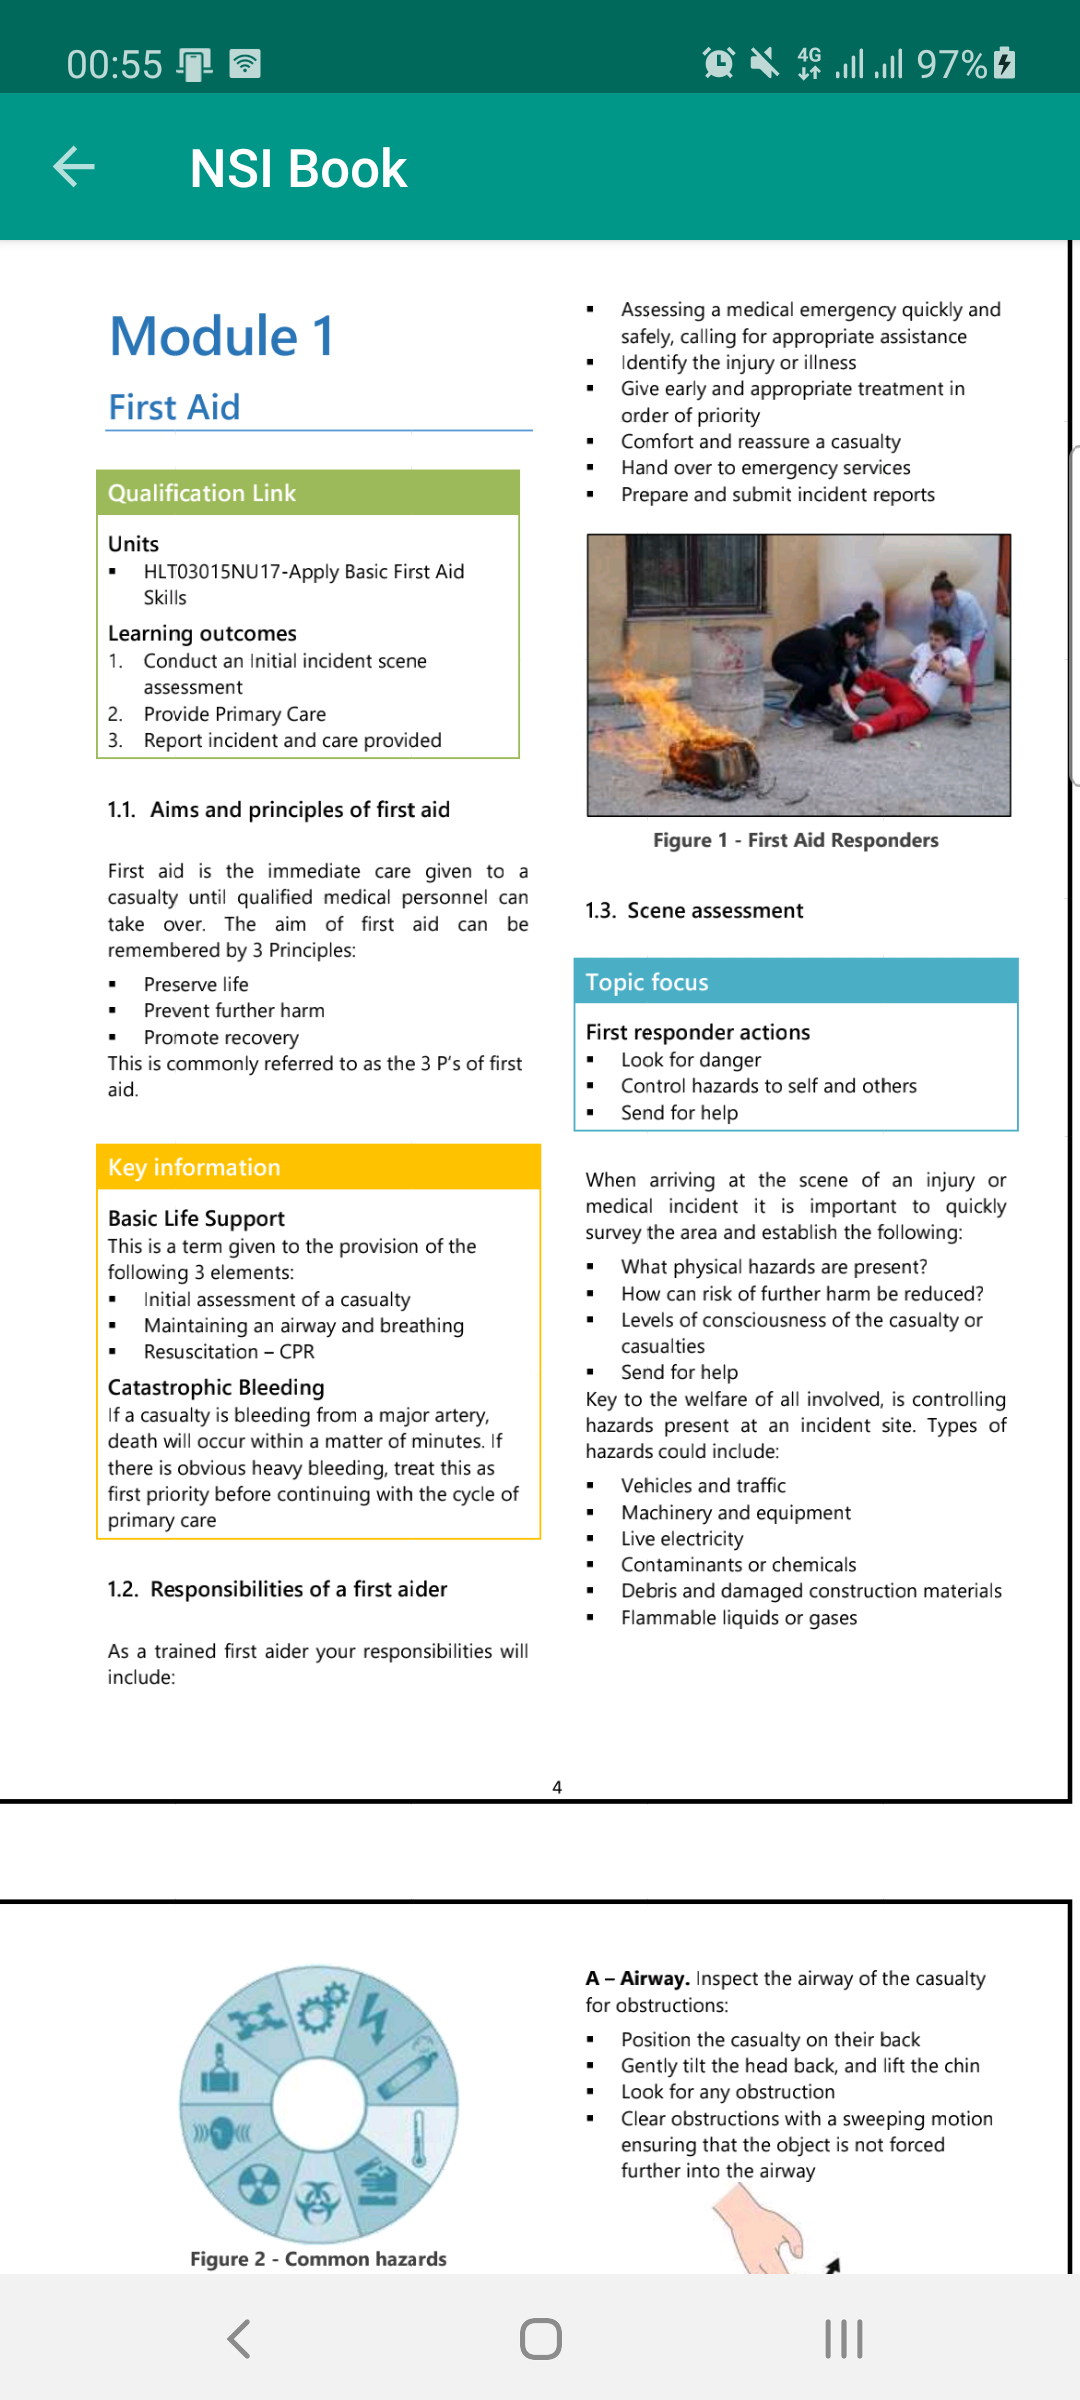 00:55
4G
97%
NSI Book
Module 1
First Aid
Qualification Link
Units
▪ HLT03015NU17-Apply Basic First Aid
Skills
Learning outcomes
1. Conduct an Initial incident scene
assessment
2. Provide Primary Care
3. Report incident and care provided
1.1. Aims and principles of first aid
First aid is the immediate care given to a
casualty until qualified medical personnel can
take over. The aim of first aid can be
remembered by 3 Principles:
▪ Preserve life
▪ Prevent further harm
▪ Promote recovery
This is commonly referred to as the 3 P's of first
aid.
Key information
Basic Life Support
This is a term given to the provision of the
following 3 elements:
▪ Initial assessment of a casualty
▪ Maintaining an airway and breathing
▪ Resuscitation – CPR
Catastrophic Bleeding
If a casualty is bleeding from a major artery,
death will occur within a matter of minutes. If
there is obvious heavy bleeding, treat this as
first priority before continuing with the cycle of
primary care
1.2. Responsibilities of a first aider
As a trained first aider your responsibilities will
include:
▪ Assessing a medical emergency quickly and
safely, calling for appropriate assistance
▪ Identify the injury or illness
▪ Give early and appropriate treatment in
order of priority
▪ Comfort and reassure a casualty
▪ Hand over to emergency services
▪ Prepare and submit incident reports
Figure 1 - First Aid Responders
1.3. Scene assessment
Topic focus
First responder actions
▪ Look for danger
▪ Control hazards to self and others
▪ Send for help
When arriving at the scene of an injury or
medical incident it is important to quickly
survey the area and establish the following:
▪ What physical hazards are present?
▪ How can risk of further harm be reduced?
▪ Levels of consciousness of the casualty or
casualties
▪ Send for help
Key to the welfare of all involved, is controlling
hazards present at an incident site. Types of
hazards could include:
▪ Vehicles and traffic
▪ Machinery and equipment
▪ Live electricity
▪ Contaminants or chemicals
▪ Debris and damaged construction materials
▪ Flammable liquids or gases
4
Figure 2 - Common hazards
A – Airway. Inspect the airway of the casualty
for obstructions:
▪ Position the casualty on their back
▪ Gently tilt the head back, and lift the chin
▪ Look for any obstruction
▪ Clear obstructions with a sweeping motion
ensuring that the object is not forced
further into the airway